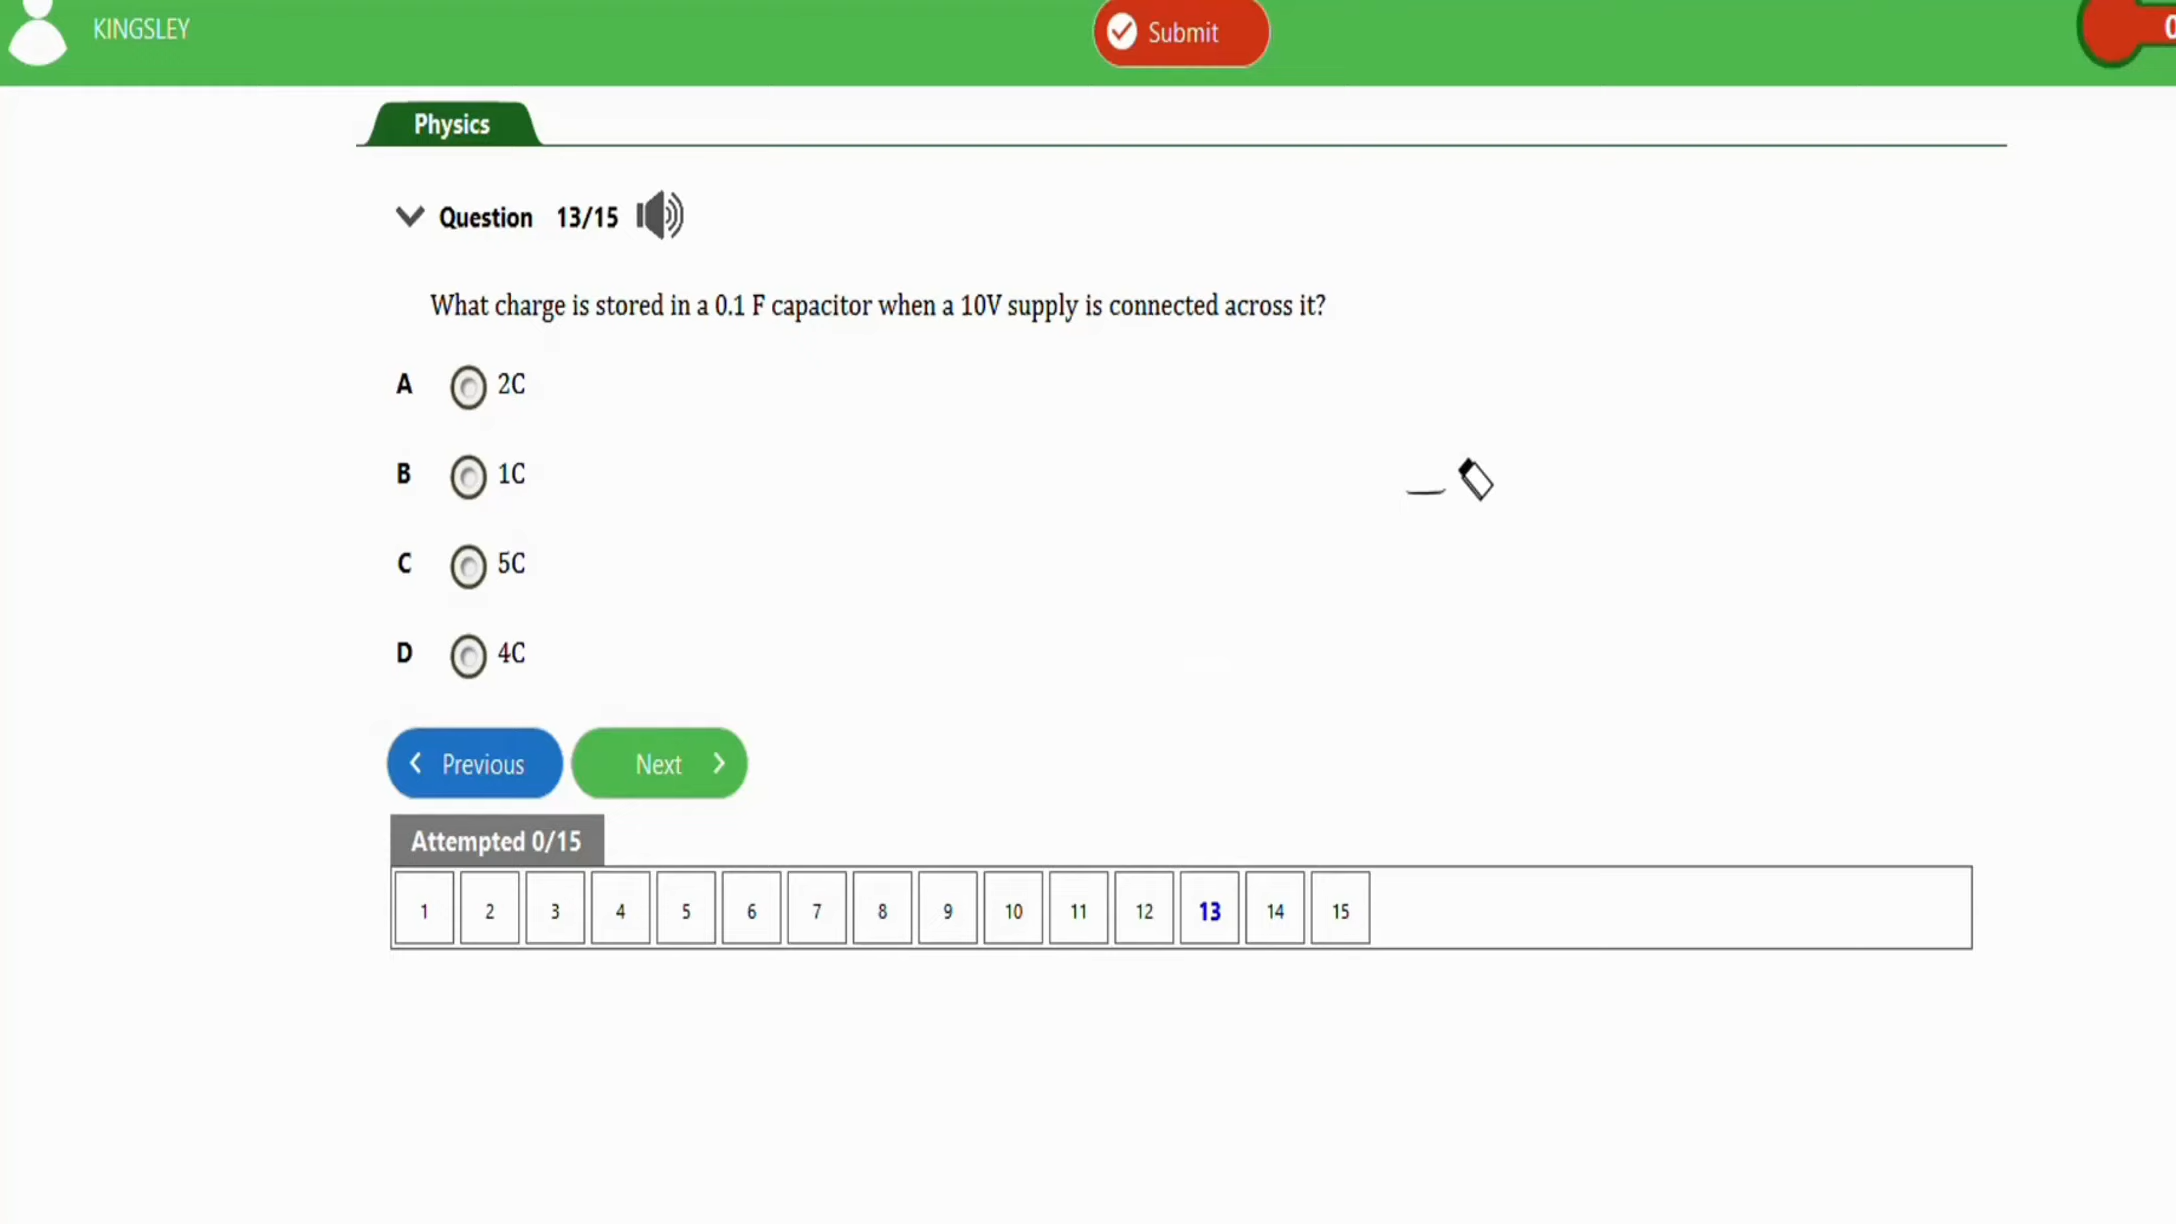 KINGSLEY
Submit
0
Physics
Question 13/15
What charge is stored in a 0.1 F capacitor when a 10V supply is connected across it?
A 2C
B 1C
C 5C
D 4C
Previous
Next
Attempted 0/15
1 2 3 4 5 6 7 8 9 10 11 12 13 14 15